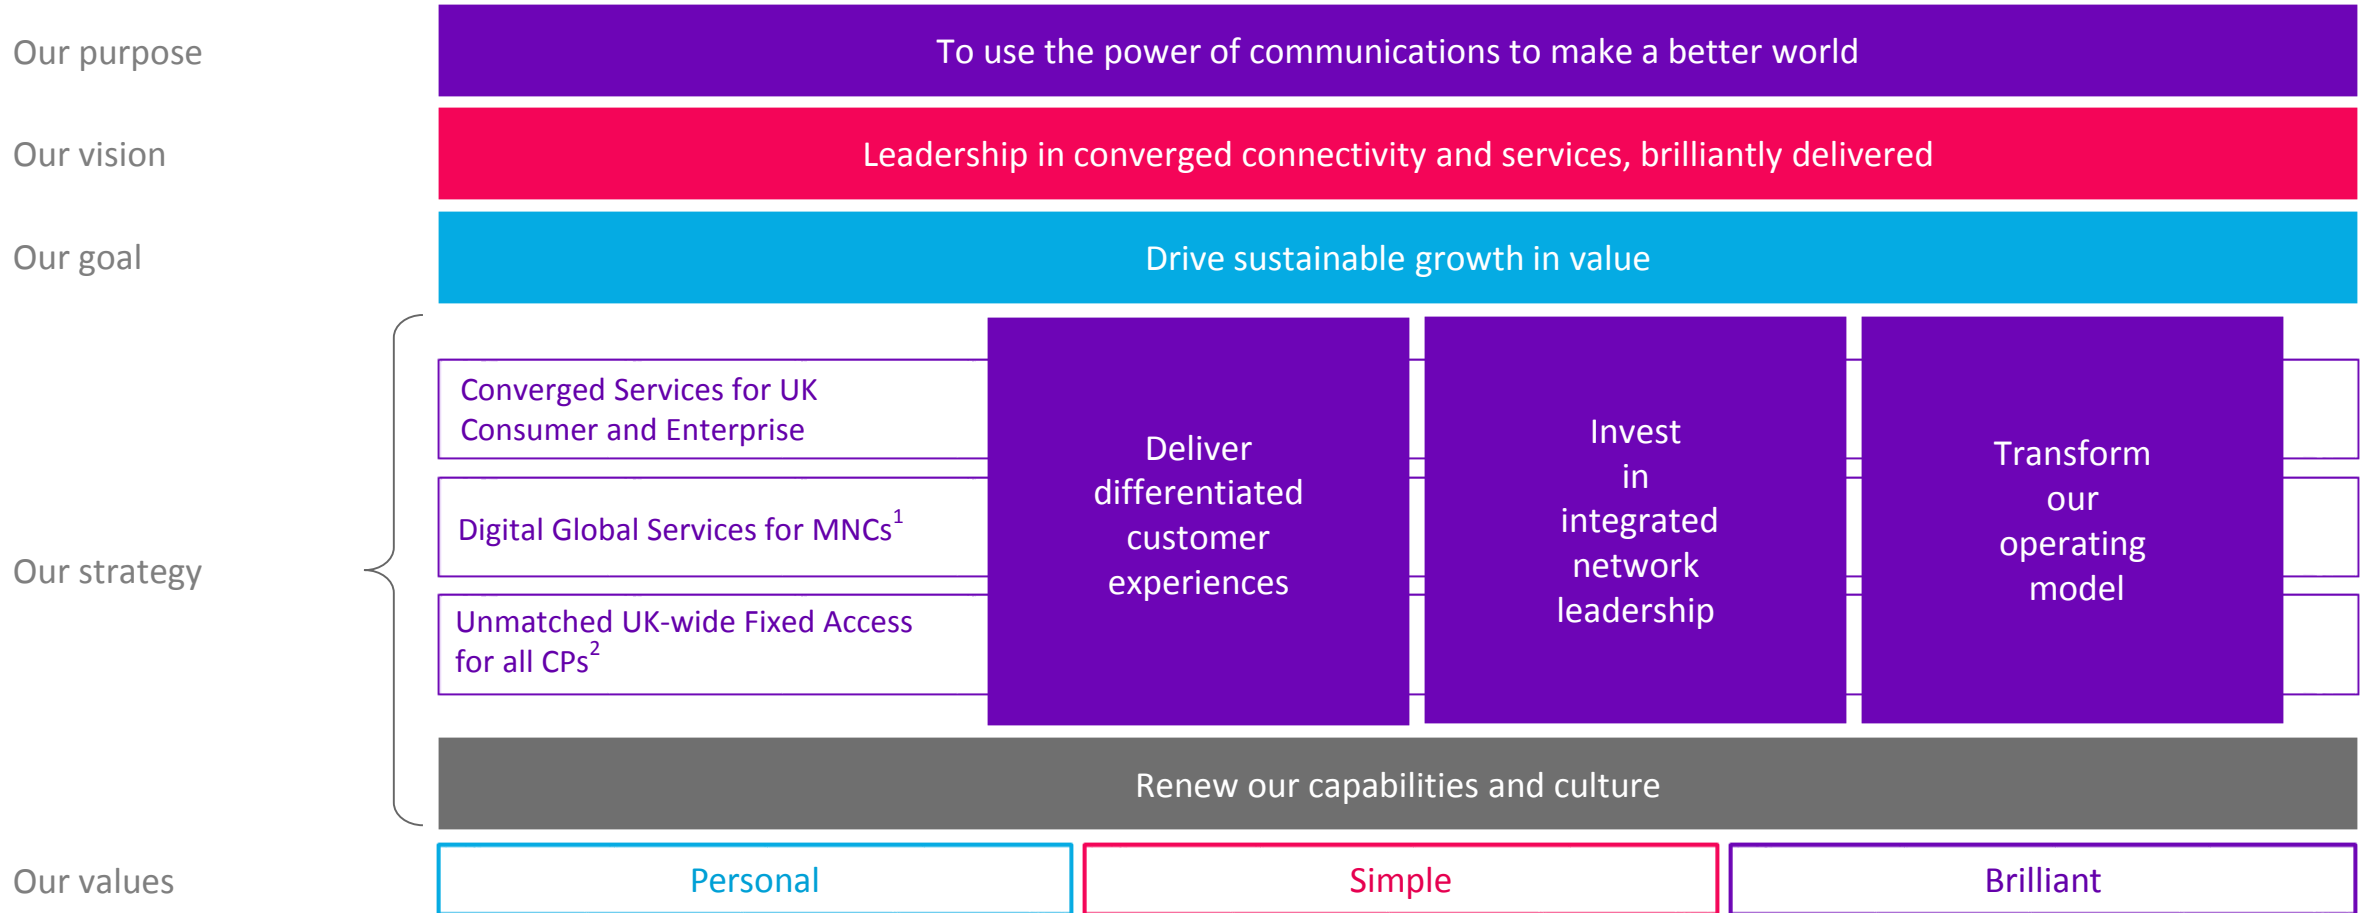 Our purpose
To use the power of communications to make a better world
Our vision
Leadership in converged connectivity and services, brilliantly delivered
Our goal
Drive sustainable growth in value
Our strategy
Converged Services for UK
Consumer and Enterprise
Digital Global Services for MNCs¹
Unmatched UK-wide Fixed Access
for all CPs²
Deliver
differentiated
customer
experiences
Invest
in
integrated
network
leadership
Transform
our
operating
model
Renew our capabilities and culture
Our values
Personal
Simple
Brilliant